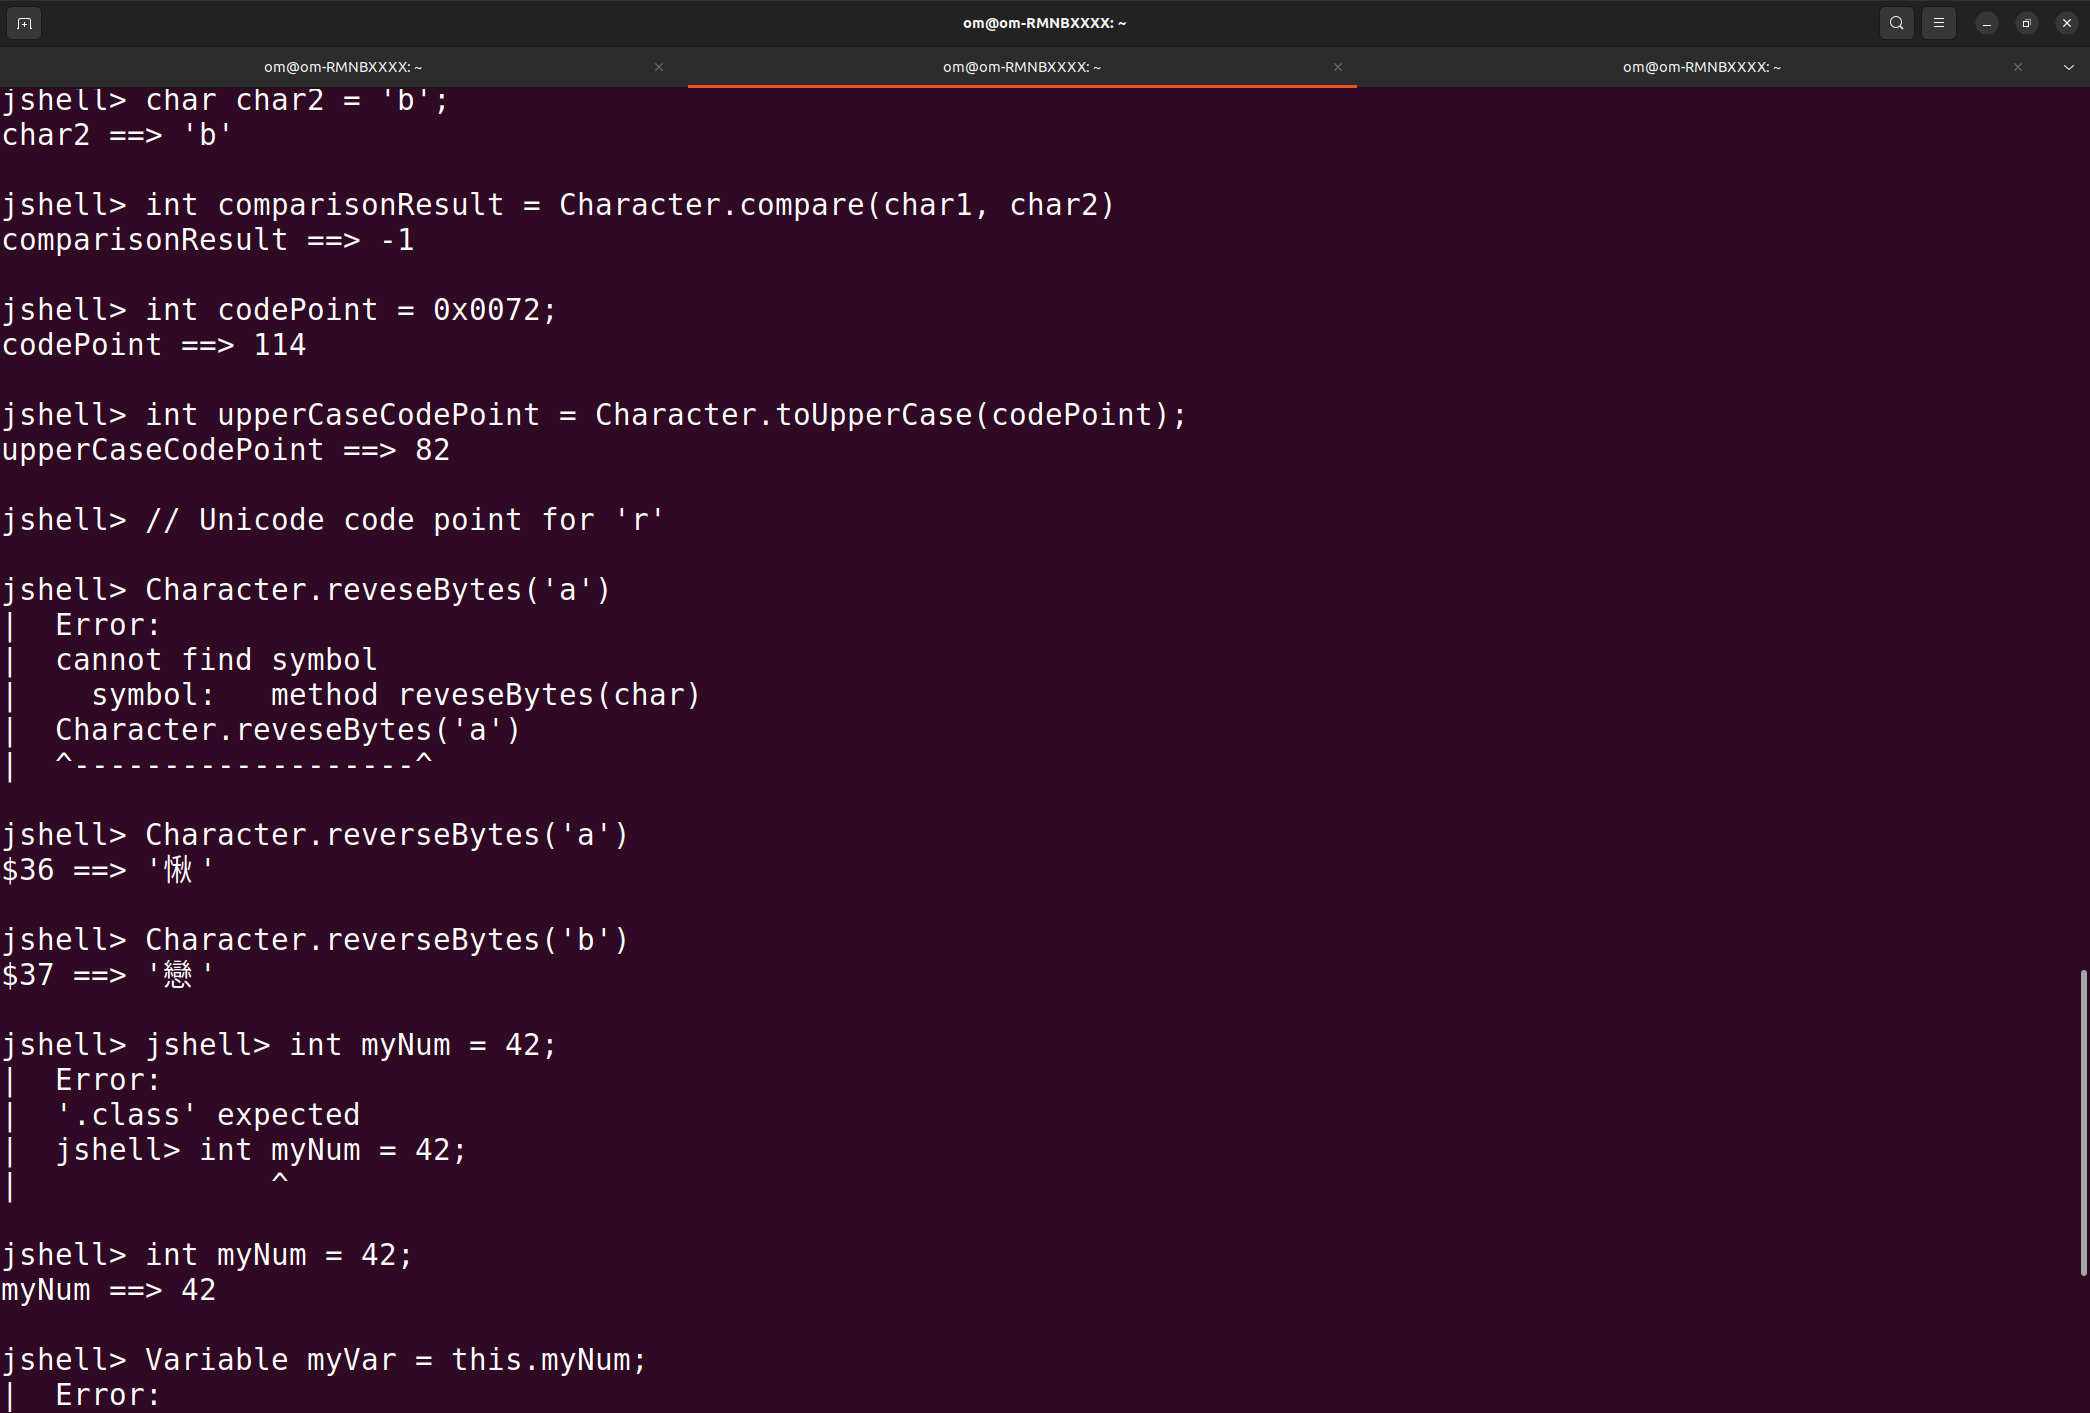 om@om-RMNBXXXX: ~
om@om-RMNBXXXX: ~
om@om-RMNBXXXX: ~
om@om-RMNBXXXX: ~
jshell> char char2 = 'b';
char2 ==> 'b'
jshell> int comparisonResult = Character.compare(char1, char2)
comparisonResult ==> -1
jshell> int codePoint = 0x0072;
codePoint ==> 114
jshell> int upperCaseCodePoint = Character.toUpperCase(codePoint);
upperCaseCodePoint ==> 82
jshell> // Unicode code point for 'r'
jshell> Character.reveseBytes('a')
|  Error:
|  cannot find symbol
|    symbol:   method reveseBytes(char)
|  Character.reveseBytes('a')
|  ^-------------------^
jshell> Character.reverseBytes('a')
$36 ==> '愀'
jshell> Character.reverseBytes('b')
$37 ==> '戀'
jshell> jshell> int myNum = 42;
|  Error:
|  '.class' expected
|  jshell> int myNum = 42;
|              ^
jshell> int myNum = 42;
myNum ==> 42
jshell> Variable myVar = this.myNum;
|  Error: